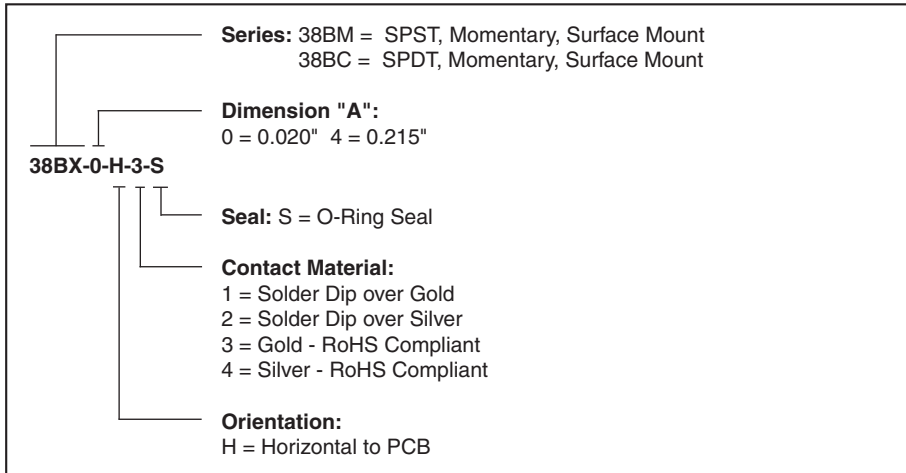 Series: 38BM = SPST, Momentary, Surface Mount
38BC = SPDT, Momentary, Surface Mount
Dimension "A":
0 = 0.020" 4 = 0.215"
38BX-0-H-3-S
Seal: S = O-Ring Seal
Contact Material:
1 = Solder Dip over Gold
2 = Solder Dip over Silver
3 = Gold - RoHS Compliant
4 = Silver - RoHS Compliant
Orientation:
H = Horizontal to PCB